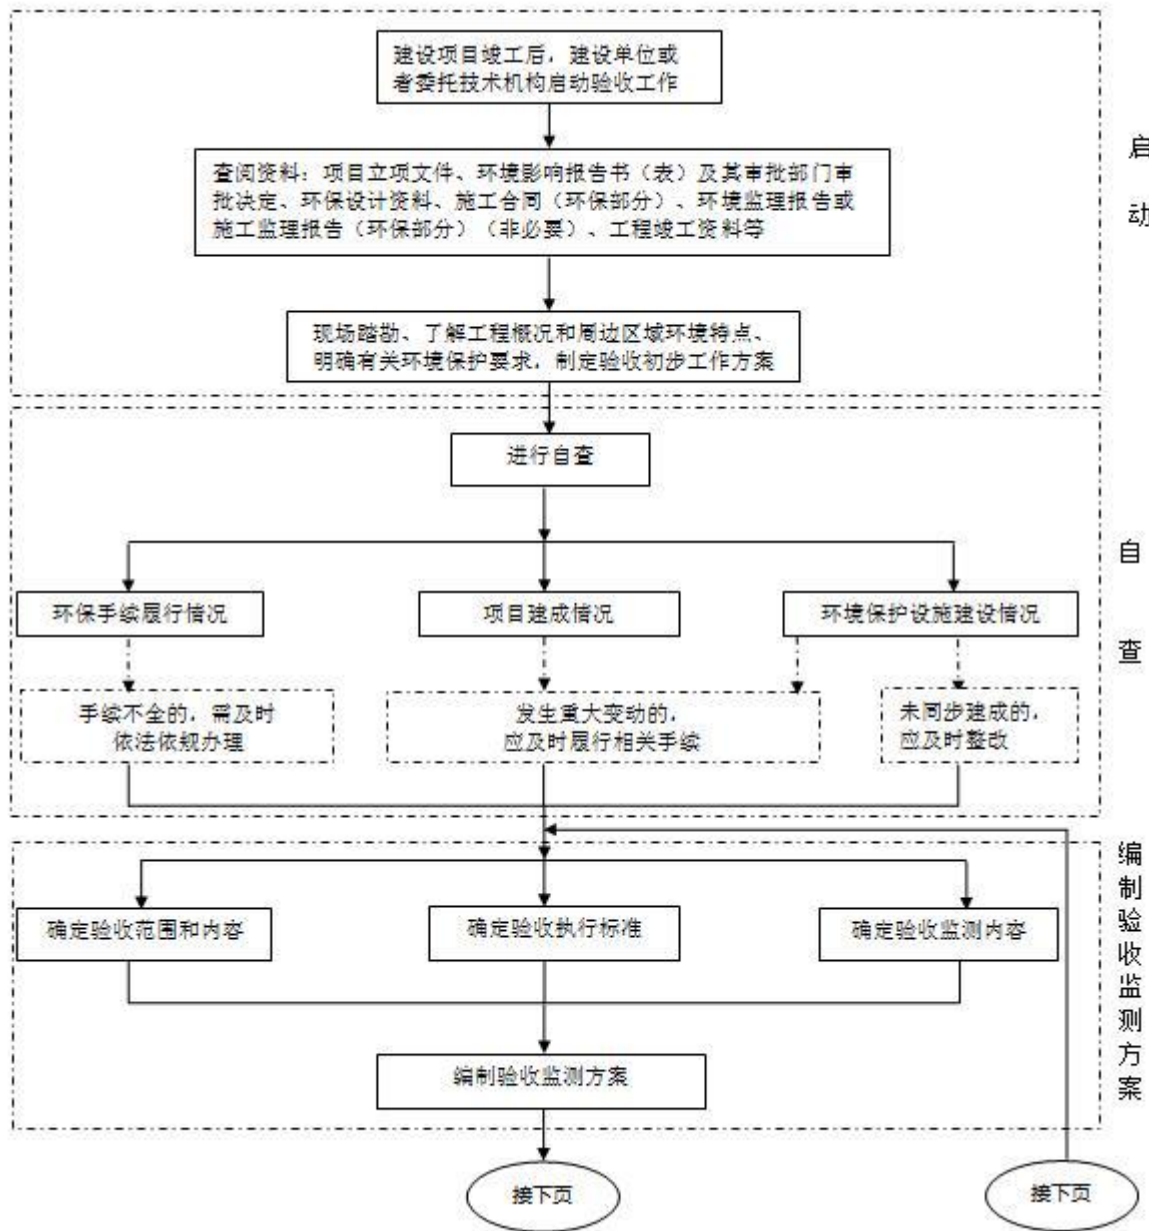 建设项目竣工后，建设单位或
者委托技术机构启动验收工作
查阅资料：项目立项文件、环境影响报告书（表）及其审批部门审
批决定、环保设计资料、施工合同（环保部分）、环境监理报告或
施工监理报告（环保部分）（非必要）、工程竣工资料等
现场踏勘、了解工程概况和周边区域环境特点、
明确有关环境保护要求，制定验收初步工作方案
启
动
进行自查
环保手续履行情况
项目建成情况
环境保护设施建设情况
手续不全的，需及时
依法依规办理
发生重大变动的，
应及时履行相关手续
未同步建成的，
应及时整改
自
查
确定验收范围和内容
确定验收执行标准
确定验收监测内容
编制验收监测方案
编
制
验
收
监
测
方
案
接下页
接下页